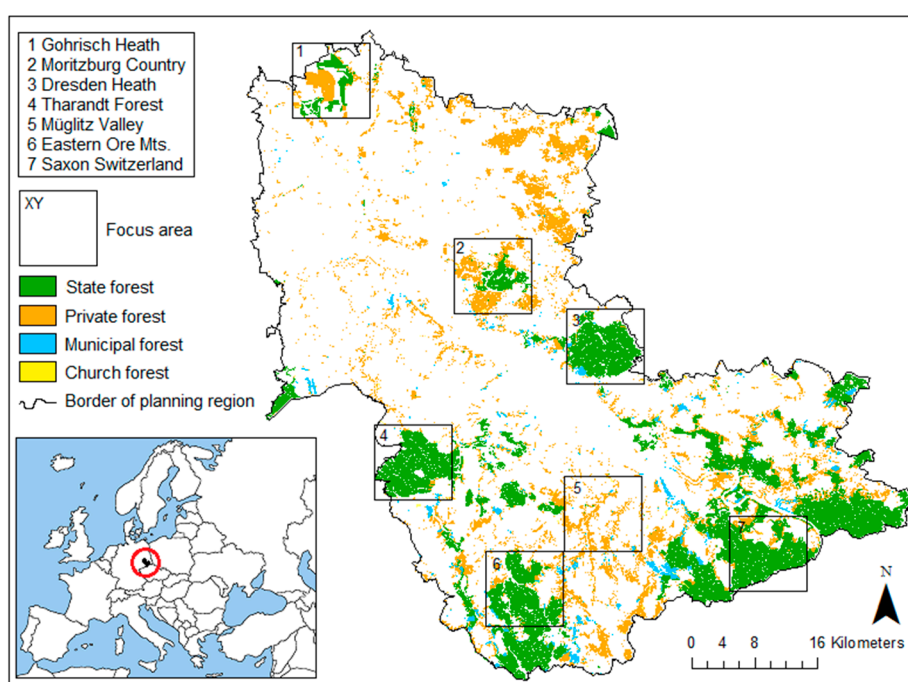 1 Gohrisch Heath
2 Moritzburg Country
3 Dresden Heath
4 Tharandt Forest
5 Müglitz Valley
6 Eastern Ore Mts.
7 Saxon Switzerland
XY
Focus area
State forest
Private forest
Municipal forest
Church forest
Border of planning region
1
2
3
4
5
6
7
N
0 4 8 16 Kilometers